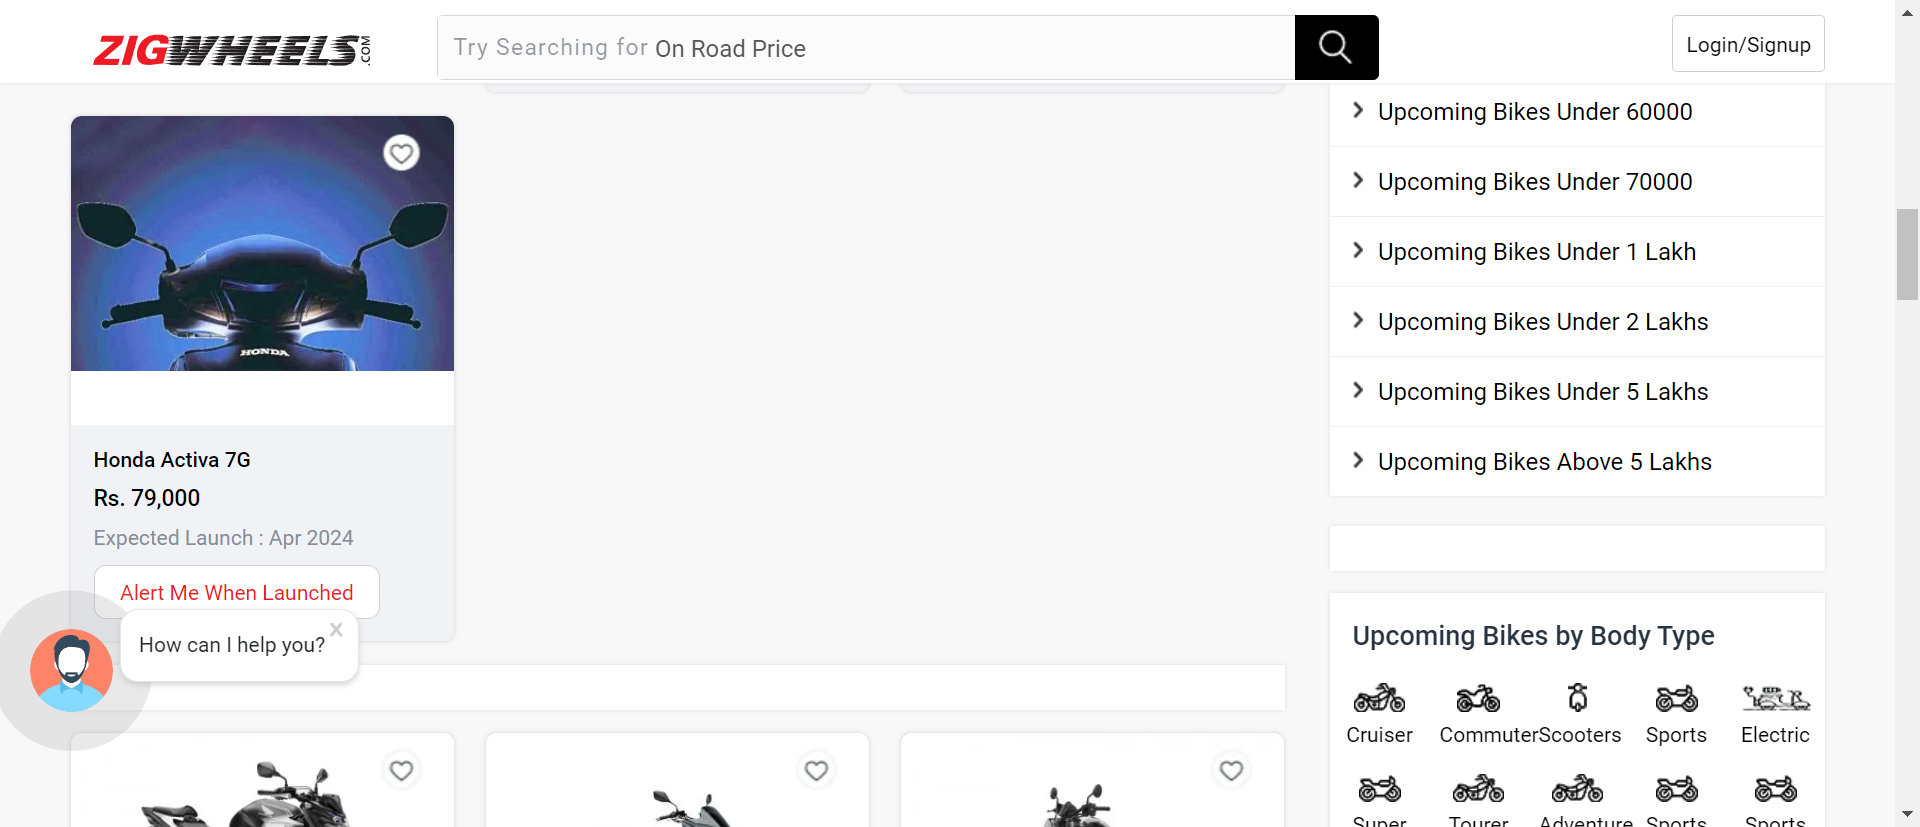 ZIGWHEELS.COM
Try Searching for On Road Price
Login/Signup
HONDA
Honda Activa 7G
Rs. 79,000
Expected Launch : Apr 2024
Alert Me When Launched
How can I help you?
Upcoming Bikes Under 60000
Upcoming Bikes Under 70000
Upcoming Bikes Under 1 Lakh
Upcoming Bikes Under 2 Lakhs
Upcoming Bikes Under 5 Lakhs
Upcoming Bikes Above 5 Lakhs
Upcoming Bikes by Body Type
Cruiser Commuter Scooters Sports Electric
Super Tourer Adventure Sports Sports